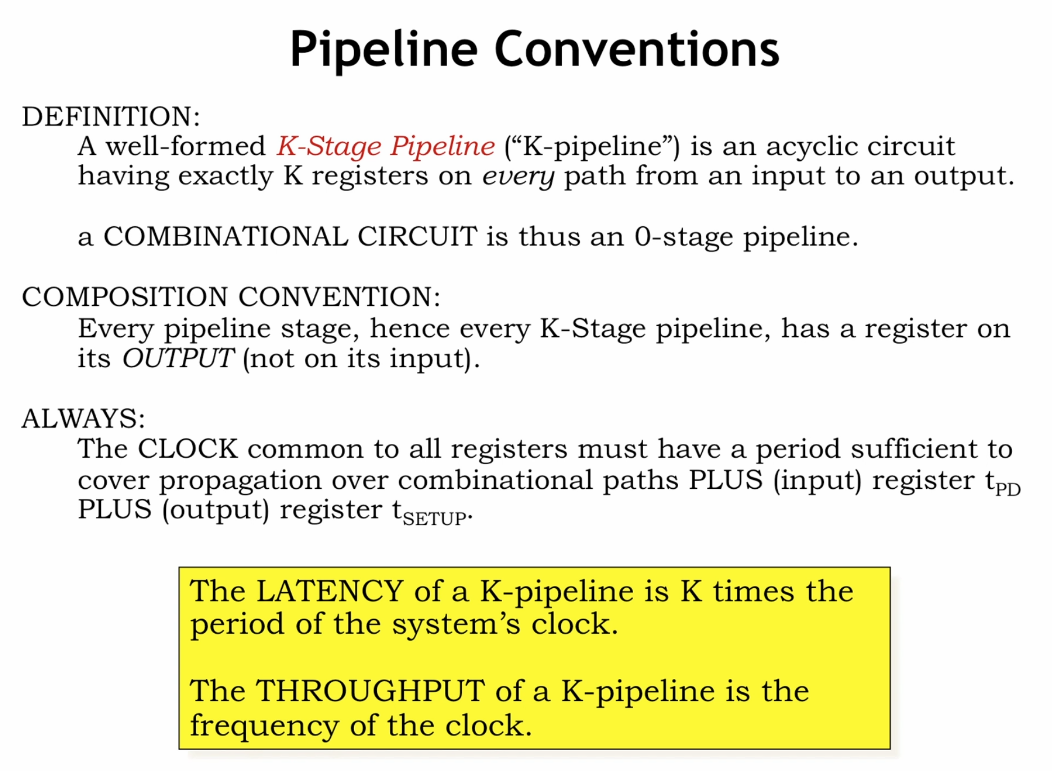 Pipeline Conventions
DEFINITION:
A well-formed K-Stage Pipeline (“K-pipeline”) is an acyclic circuit
having exactly K registers on every path from an input to an output.
a COMBINATIONAL CIRCUIT is thus an 0-stage pipeline.
COMPOSITION CONVENTION:
Every pipeline stage, hence every K-Stage pipeline, has a register on
its OUTPUT (not on its input).
ALWAYS:
The CLOCK common to all registers must have a period sufficient to
cover propagation over combinational paths PLUS (input) register tPD
PLUS (output) register tSETUP.
The LATENCY of a K-pipeline is K times the
period of the system’s clock.
The THROUGHPUT of a K-pipeline is the
frequency of the clock.